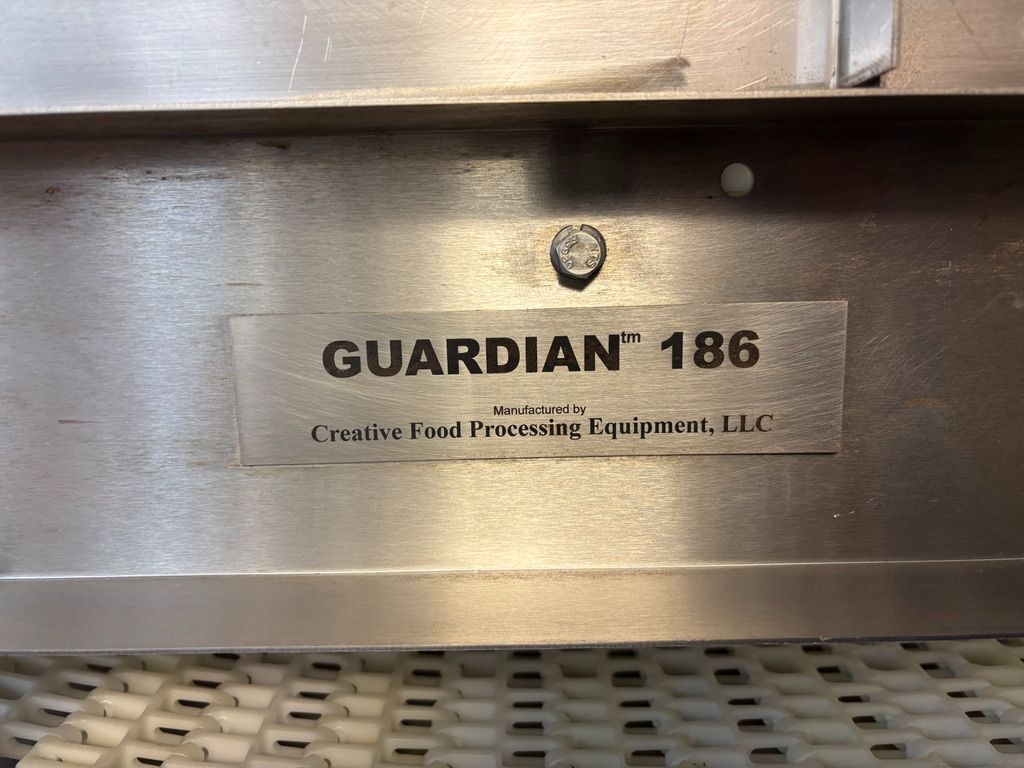 GUARDIAN™ 186
Manufactured by
Creative Food Processing Equipment, LLC